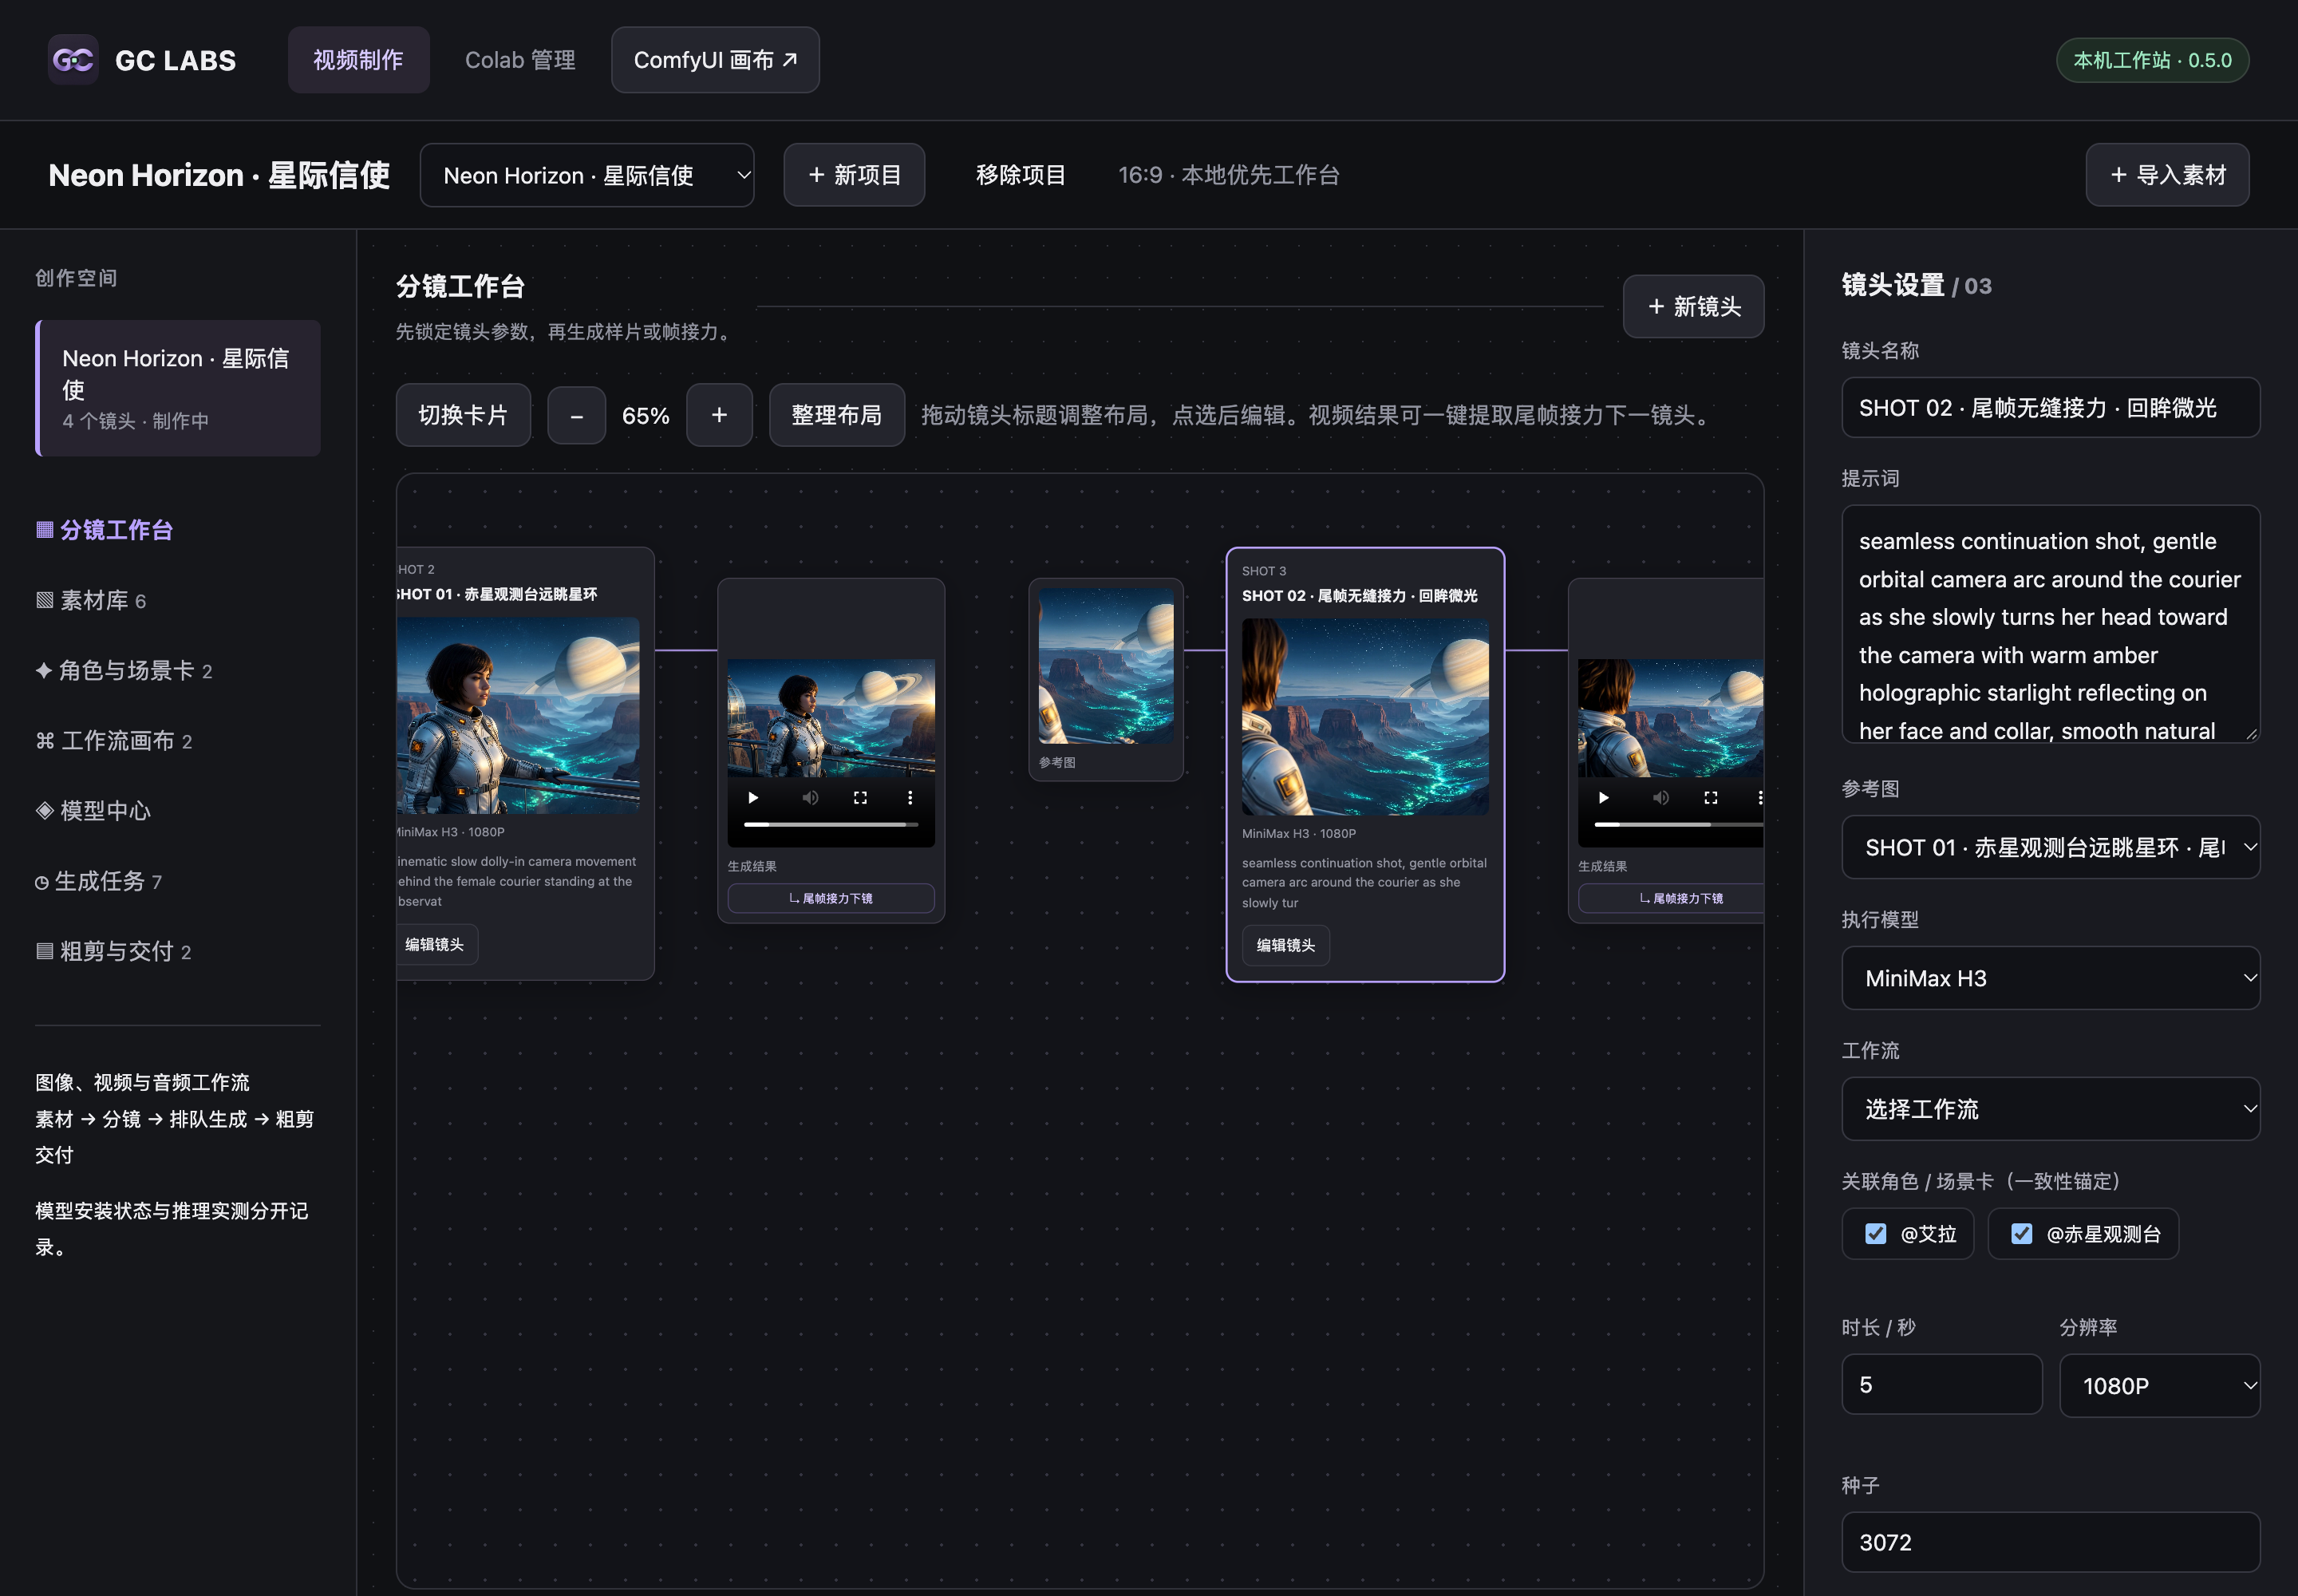 GC LABS
视频制作
Colab 管理
ComfyUI 画布 ↗
本机工作站 · 0.5.0
Neon Horizon · 星际信使
Neon Horizon · 星际信使
+ 新项目
移除项目
16:9 · 本地优先工作台
+ 导入素材
创作空间
Neon Horizon · 星际信
使
4 个镜头 · 制作中
分镜工作台
素材库 6
角色与场景卡 2
工作流画布 2
模型中心
生成任务 7
粗剪与交付 2
图像、视频与音频工作流
素材 → 分镜 → 排队生成 → 粗剪
交付
模型安装状态与推理实测分开记
录。
分镜工作台
先锁定镜头参数，再生成样片或帧接力。
+ 新镜头
切换卡片
−
65%
+
整理布局
拖动镜头标题调整布局，点选后编辑。视频结果可一键提取尾帧接力下一镜头。
HOT 2
SHOT 01 · 赤星观测台远眺星环
MiniMax H3 · 1080P
inematic slow dolly-in camera movement
ehind the female courier standing at the
bservat
编辑镜头
生成结果
尾帧接力下镜
参考图
SHOT 3
SHOT 02 · 尾帧无缝接力 · 回眸微光
MiniMax H3 · 1080P
seamless continuation shot, gentle orbital
camera arc around the courier as she
slowly tur
编辑镜头
生成结果
尾帧接力下镜
镜头设置 / 03
镜头名称
SHOT 02 · 尾帧无缝接力 · 回眸微光
提示词
seamless continuation shot, gentle
orbital camera arc around the courier
as she slowly turns her head toward
the camera with warm amber
holographic starlight reflecting on
her face and collar, smooth natural
参考图
SHOT 01 · 赤星观测台远眺星环 · 尾
执行模型
MiniMax H3
工作流
选择工作流
关联角色 / 场景卡（一致性锚定）
@艾拉
@赤星观测台
时长 / 秒
分辨率
5
1080P
种子
3072